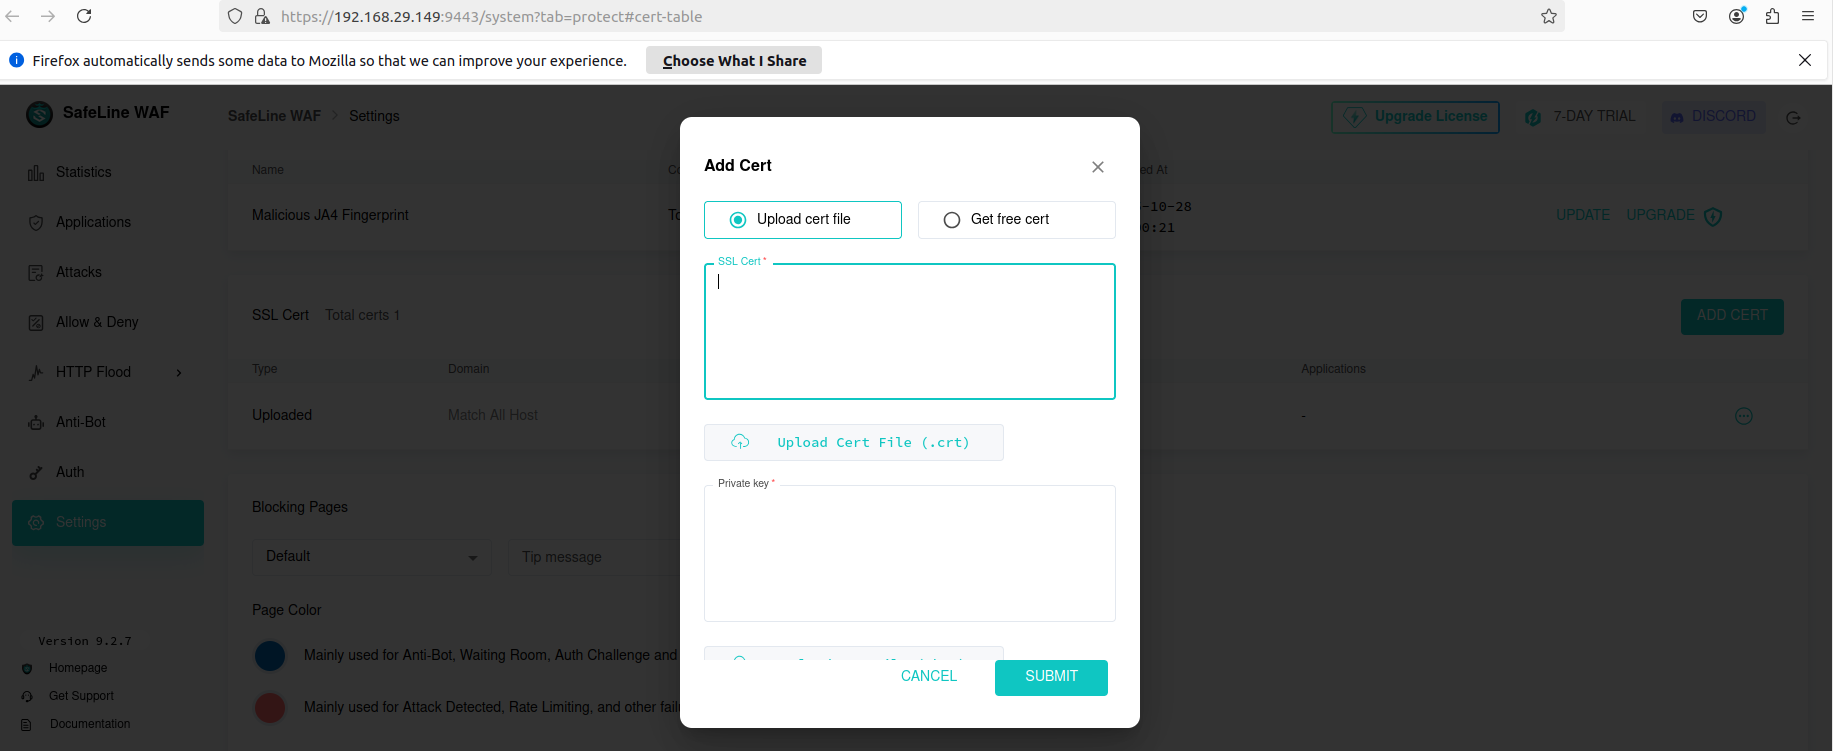 https://192.168.29.149:9443/system?tab=protect#cert-table
Firefox automatically sends some data to Mozilla so that we can improve your experience.
Choose What I Share
SafeLine WAF
Statistics
Applications
Attacks
Allow & Deny
HTTP Flood
Anti-Bot
Auth
Settings
Version 9.2.7
Homepage
Get Support
Documentation
SafeLine WAF > Settings
Upgrade License
7-DAY TRIAL
DISCORD
Name
ed At
Malicious JA4 Fingerprint
-10-28
0:21
UPDATE
UPGRADE
SSL Cert
Total certs 1
ADD CERT
Type
Domain
Applications
Uploaded
Match All Host
-
Blocking Pages
Default
Tip message
Page Color
Mainly used for Anti-Bot, Waiting Room, Auth Challenge and
Mainly used for Attack Detected, Rate Limiting, and other
Add Cert
Upload cert file
Get free cert
SSL Cert *
Upload Cert File (.crt)
Private key *
CANCEL
SUBMIT